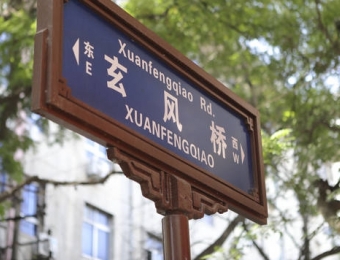 Xuanfengqiao Rd.
东 玄风桥 西
E XUANFENGQIAO W